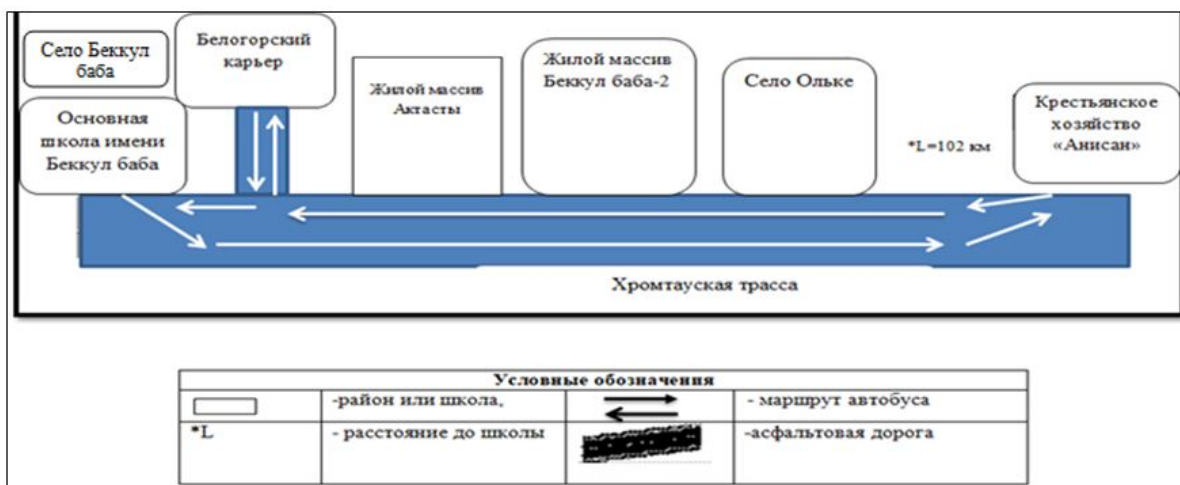 Село Беккул
баба
Белогорский
карьер
Основная
школа имени
Беккул баба
Жилой массив
Актасты
Жилой массив
Беккул баба-2
Село Ольке
*L=102 км
Крестьянское
хозяйство
«Анисан»
Хромтауская трасса
Условные обозначения
-район или школа,
- маршрут автобуса
*L
- расстояние до школы
-асфальтовая дорога